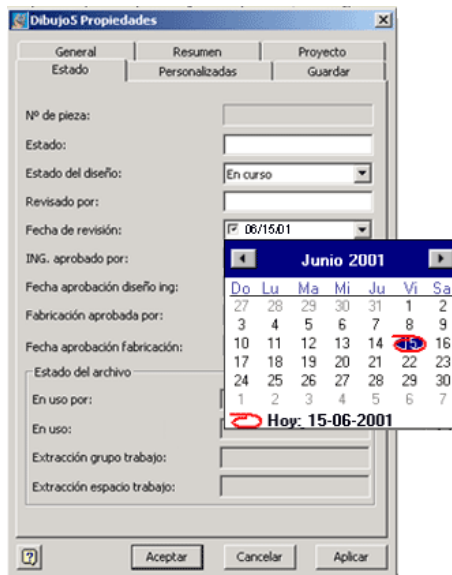 Dibujo5 Propiedades
General Resumen Proyecto
Estado Personalizadas Guardar
Nº de pieza:
Estado:
Estado del diseño: En curso
Revisado por:
Fecha de revisión: 06/15/01
ING. aprobado por:
Junio 2001
Fecha aprobación diseño ing:
Do Lu Ma Mi Ju Vi Sa
27 28 29 30 31 1 2
Fabricación aprobada por:
3 4 5 6 7 8 9
Fecha aprobación fabricación:
10 11 12 13 14 15 16
17 18 19 20 21 22 23
Estado del archivo
24 25 26 27 28 29 30
En uso por:
1 2 3 4 5 6 7
Hoy: 15-06-2001
En uso:
Extracción grupo trabajo:
Extracción espacio trabajo:
Aceptar Cancelar Aplicar